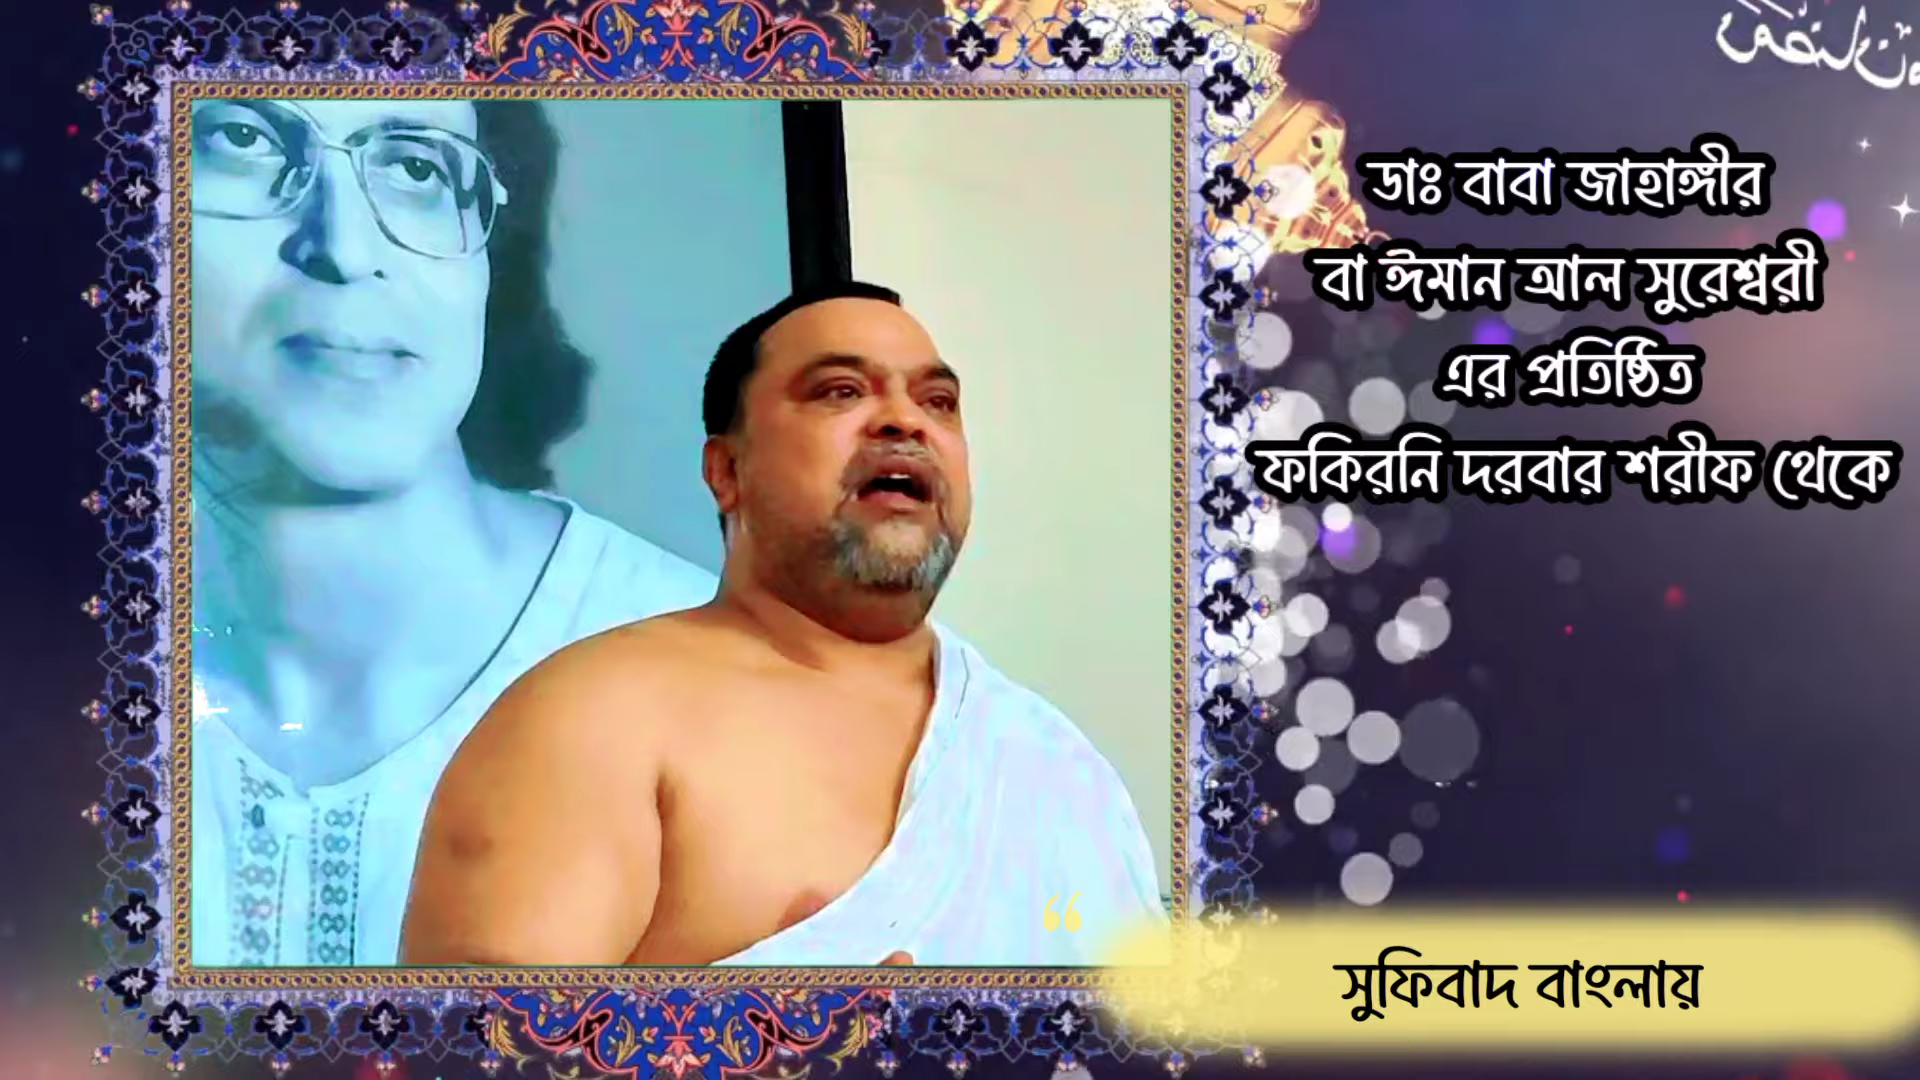 ডাঃ বাবা জাহাঙ্গীর
বা ঈমান আল সুরেশ্বরী
এর প্রতিষ্ঠিত
ফকিরনি দরবার শরীফ থেকে
“
সুফিবাদ বাংলায়